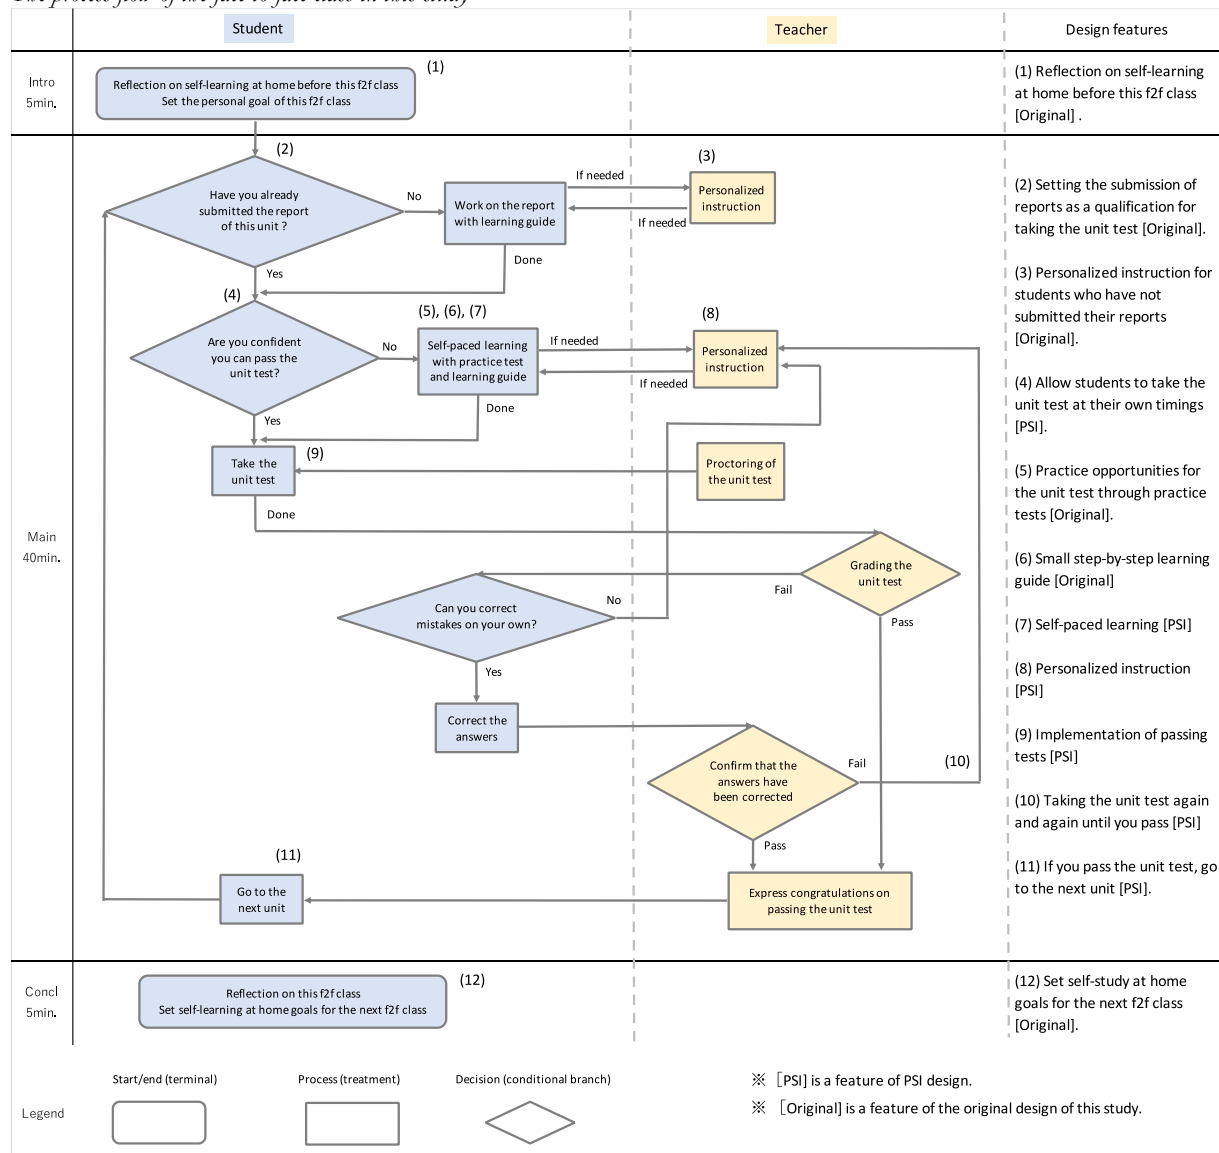 The process flow of the face to face class in this study
Student
Teacher
Design features
Intro
5min.
(1)
Reflection on self-learning at home before this f2f class
Set the personal goal of this f2f class
(1) Reflection on self-learning
at home before this f2f class
[Original] .
Main
40min.
(2)
Have you already
submitted the report
of this unit ?
No
Work on the report
with learning guide
If needed
If needed
(3)
Personalized
instruction
Done
Yes
(4)
Are you confident
you can pass the
unit test?
No
(5), (6), (7)
Self-paced learning
with practice test
and learning guide
If needed
If needed
(8)
Personalized
instruction
Done
Yes
Take the
unit test
(9)
Proctoring of
the unit test
Done
Grading the
unit test
Fail
Pass
Can you correct
mistakes on your own?
No
Yes
Correct the
answers
Confirm that the
answers have
been corrected
Fail
(10)
Pass
(11)
Go to the
next unit
Express congratulations on
passing the unit test
(2) Setting the submission of
reports as a qualification for
taking the unit test [Original].
(3) Personalized instruction for
students who have not
submitted their reports
[Original].
(4) Allow students to take the
unit test at their own timings
[PSI].
(5) Practice opportunities for
the unit test through practice
tests [Original].
(6) Small step-by-step learning
guide [Original]
(7) Self-paced learning [PSI]
(8) Personalized instruction
[PSI]
(9) Implementation of passing
tests [PSI]
(10) Taking the unit test again
and again until you pass [PSI]
(11) If you pass the unit test, go
to the next unit [PSI].
Concl
5min.
(12)
Reflection on this f2f class
Set self-learning at home goals for the next f2f class
(12) Set self-study at home
goals for the next f2f class
[Original].
Legend
Start/end (terminal)
Process (treatment)
Decision (conditional branch)
※ ［PSI] is a feature of PSI design.
※ ［Original] is a feature of the original design of this study.